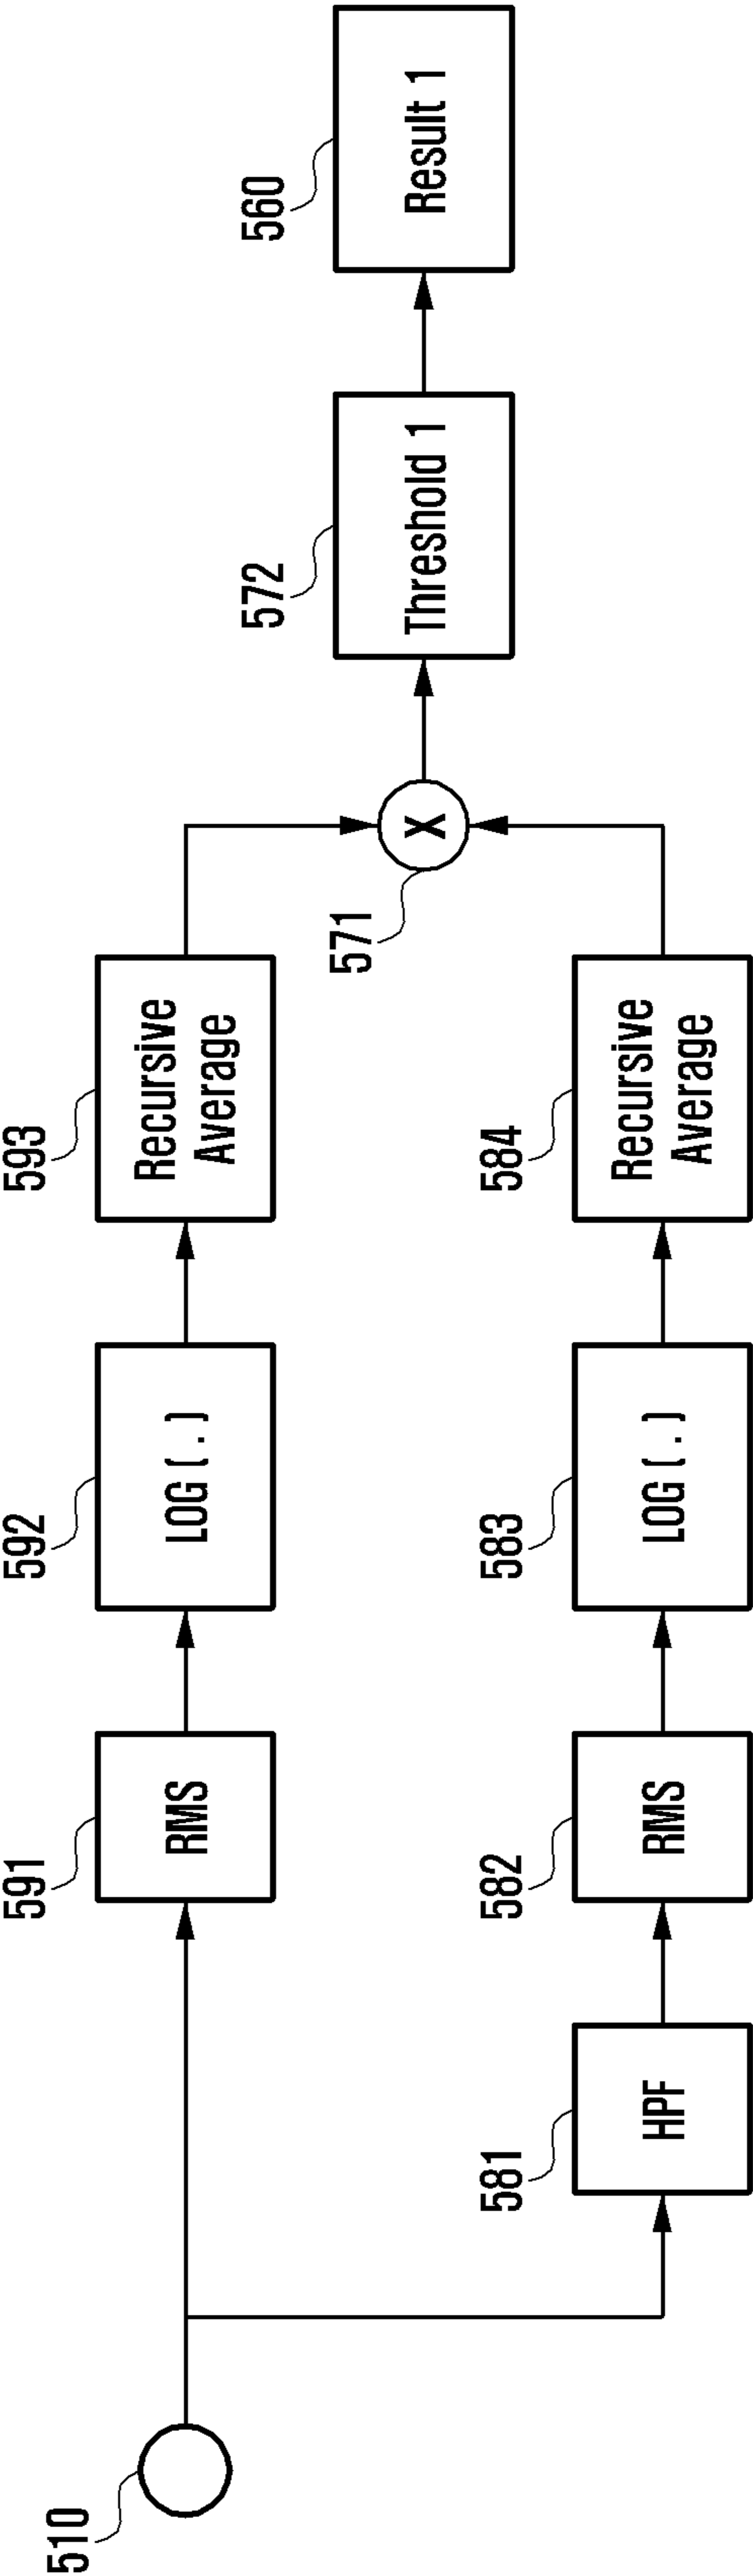 510
591
RMS
592
LOG ( . )
593
Recursive
Average
581
HPF
582
RMS
583
LOG ( . )
584
Recursive
Average
571
X
572
Threshold 1
560
Result 1